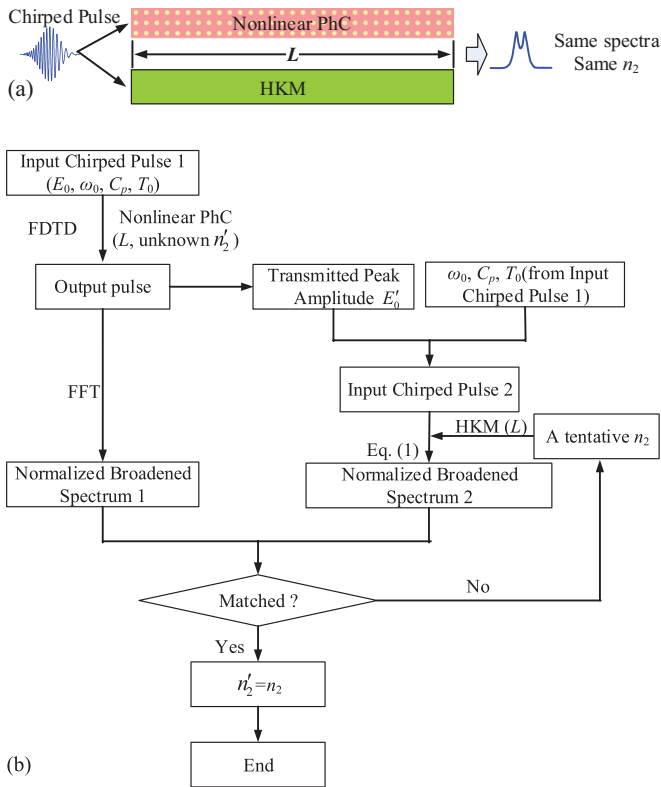 Chirped Pulse
Nonlinear PhC
L
HKM
Same spectra
Same n₂
(a)
Input Chirped Pulse 1
(E₀, ω₀, Cₚ, T₀)
FDTD
Nonlinear PhC
(L, unknown n′₂)
Output pulse
Transmitted Peak
Amplitude E′₀
ω₀, Cₚ, T₀(from Input
Chirped Pulse 1)
FFT
Input Chirped Pulse 2
HKM (L)
A tentative n₂
Eq. (1)
Normalized Broadened
Spectrum 1
Normalized Broadened
Spectrum 2
Matched ?
No
Yes
n′₂=n₂
End
(b)